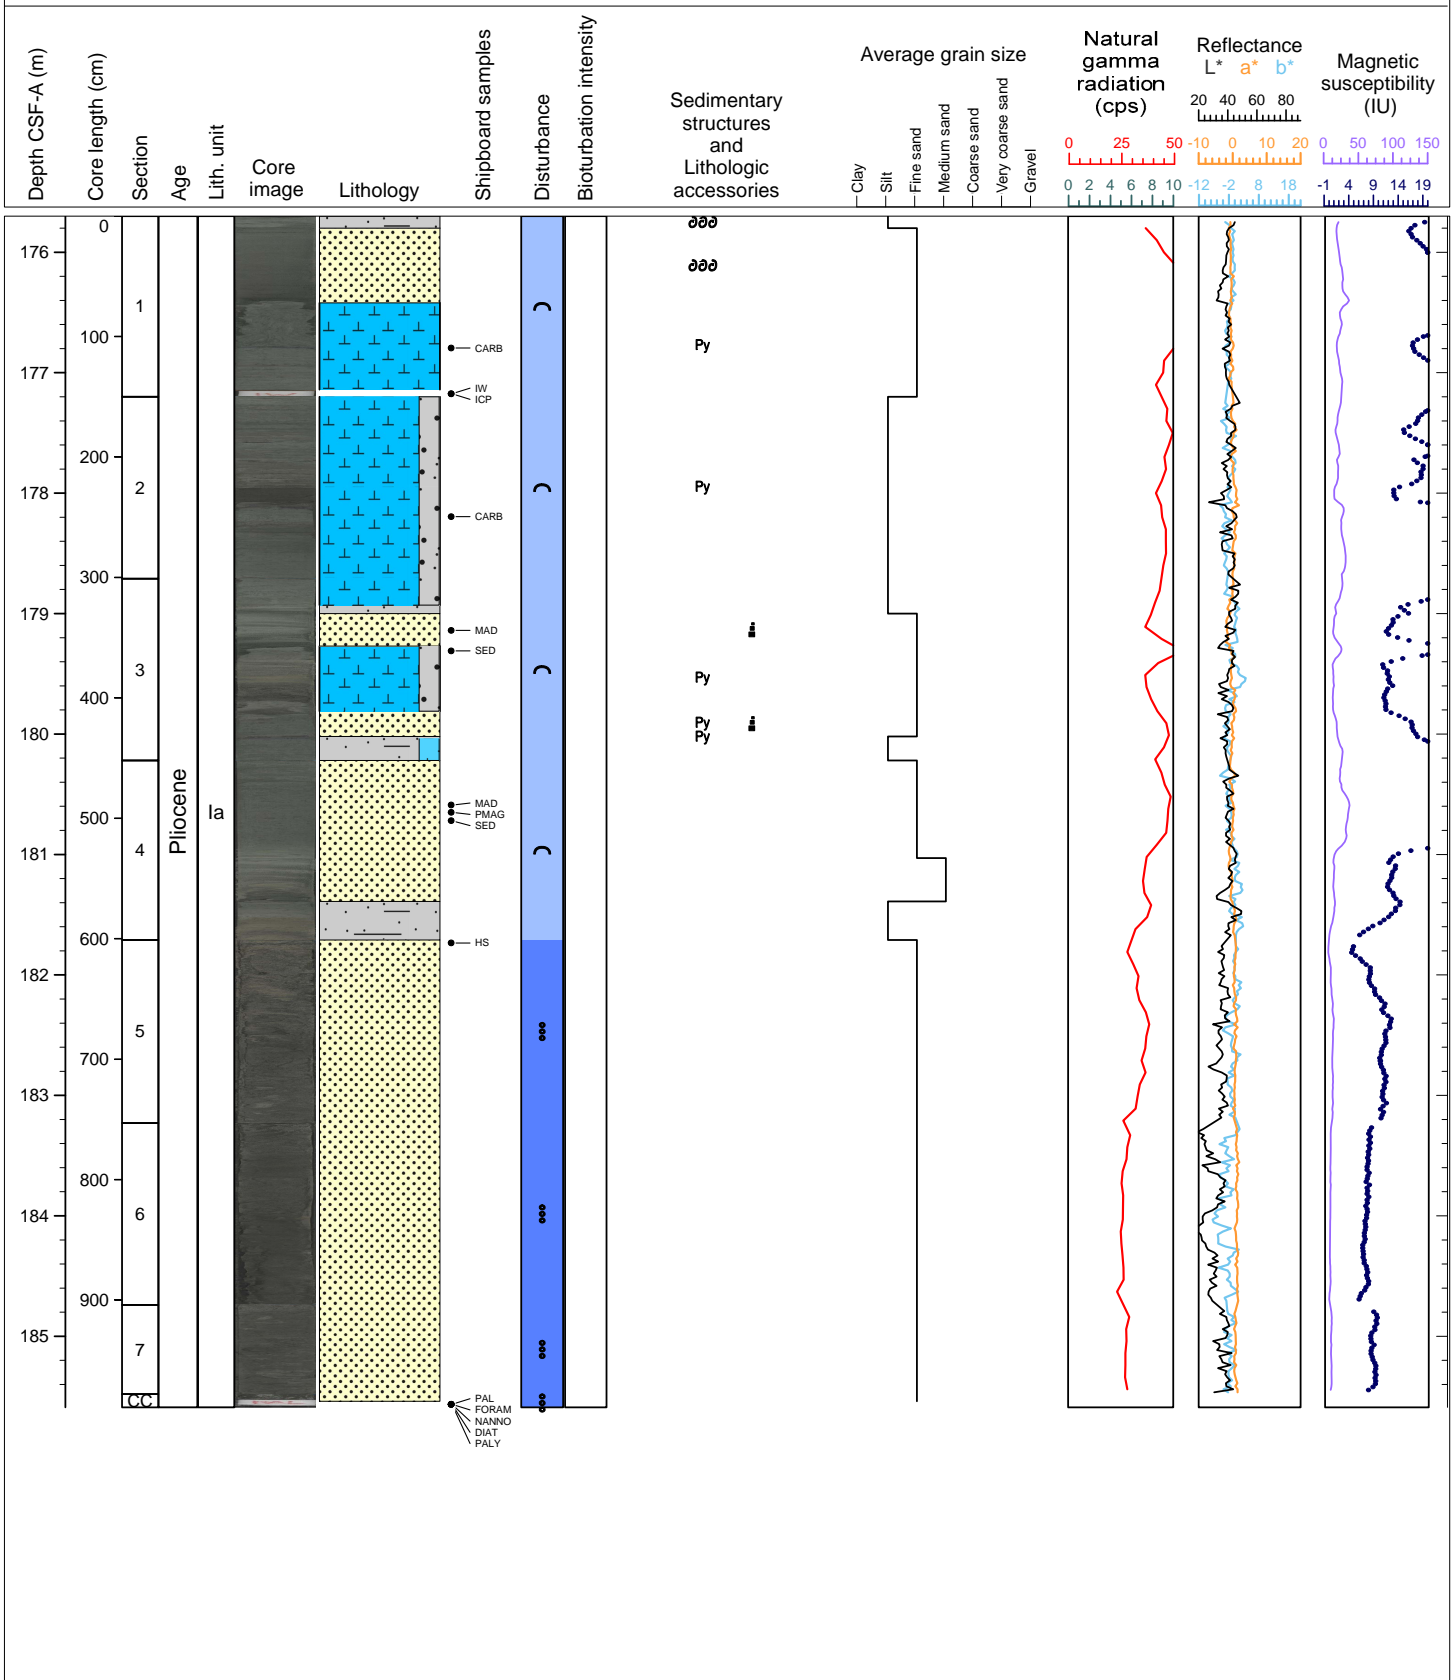 Depth CSF-A (m)
Core length (cm)
Section
Age
Lith. unit
Core
image
Lithology
Shipboard samples
Disturbance
Bioturbation intensity
Sedimentary
structures
and
Lithologic
accessories
Average grain size
Clay
Silt
Fine sand
Medium sand
Coarse sand
Very coarse sand
Gravel
Natural
gamma
radiation
(cps)
0 25 50
0 2 4 6 8 10
Reflectance
L* a* b*
20 40 60 80
-10 0 10 20
-12 -2 8 18
Magnetic
susceptibility
(IU)
0 50 100 150
-1 4 9 14 19
0
176
1
100
CARB
Py
177
IW
ICP
200
178
2
Py
CARB
300
179
MAD
SED
3
Py
400
180
Py
Py
Pliocene
Ia
MAD
PMAG
SED
500
181
4
600
HS
182
5
700
183
800
184
6
900
185
7
CC
PAL
FORAM
NANNO
DIAT
PALY